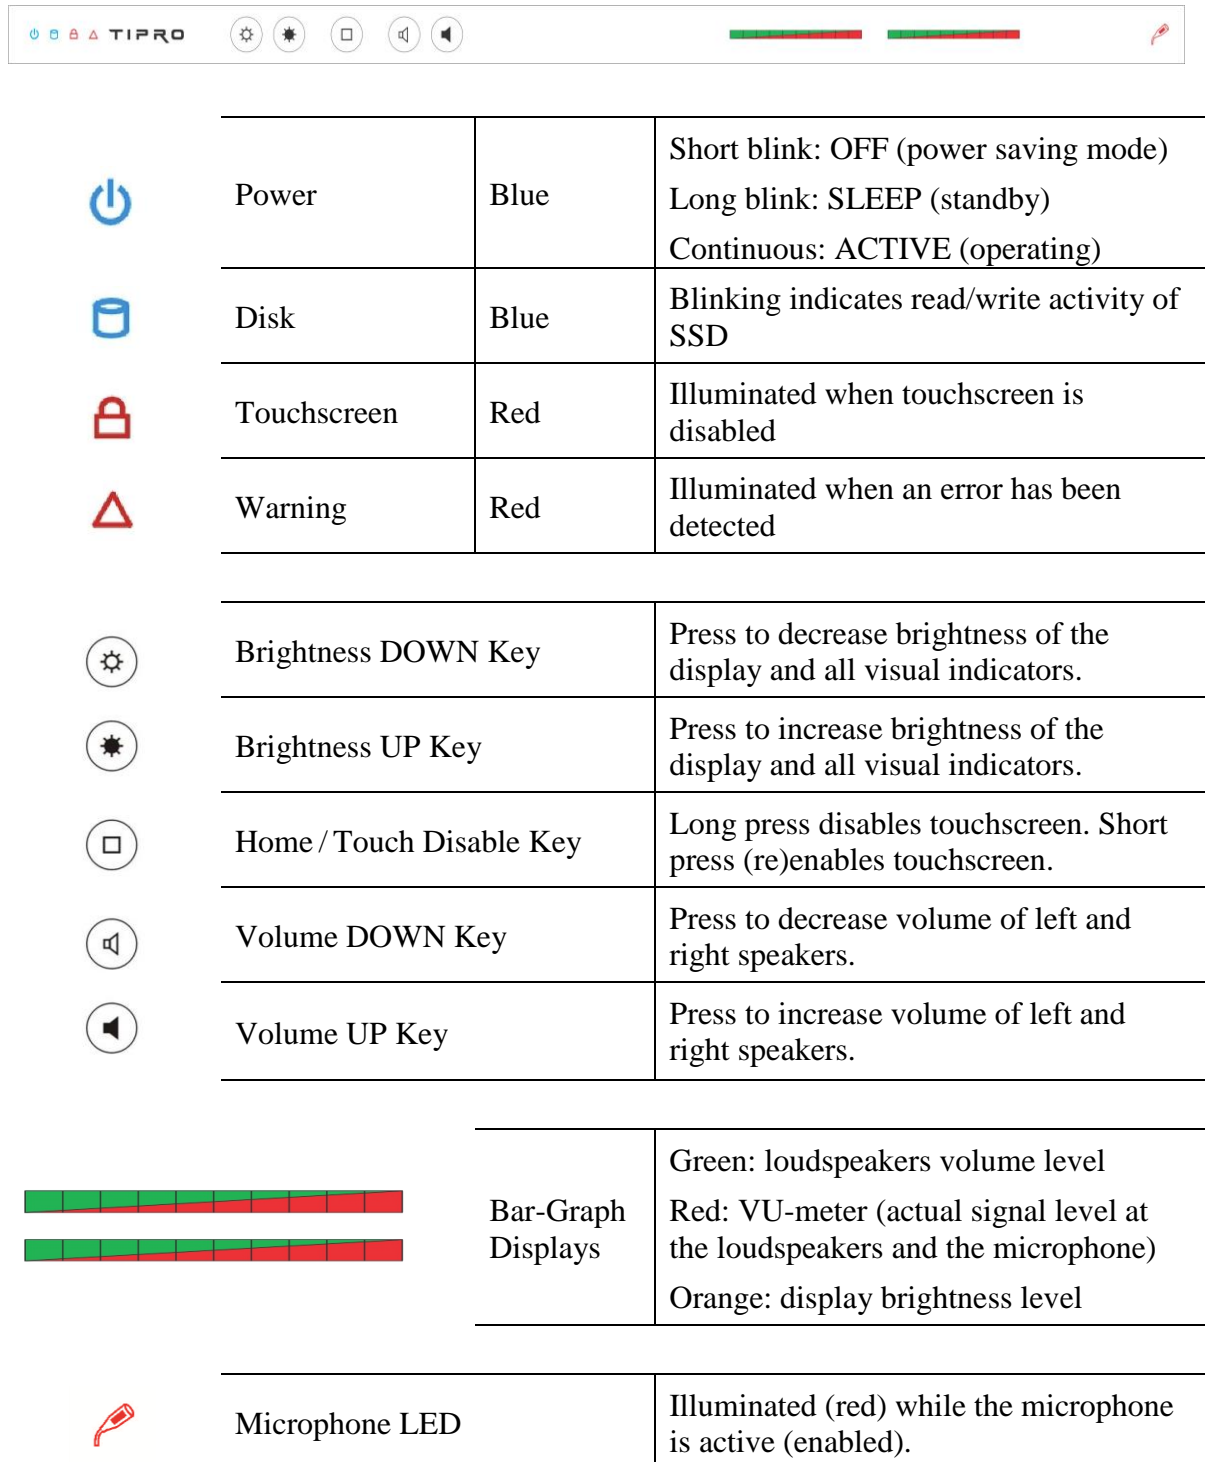 TIPRO
Power
Blue
Short blink: OFF (power saving mode)
Long blink: SLEEP (standby)
Continuous: ACTIVE (operating)
Disk
Blue
Blinking indicates read/write activity of
SSD
Touchscreen
Red
Illuminated when touchscreen is
disabled
Warning
Red
Illuminated when an error has been
detected
Brightness DOWN Key
Press to decrease brightness of the
display and all visual indicators.
Brightness UP Key
Press to increase brightness of the
display and all visual indicators.
Home / Touch Disable Key
Long press disables touchscreen. Short
press (re)enables touchscreen.
Volume DOWN Key
Press to decrease volume of left and
right speakers.
Volume UP Key
Press to increase volume of left and
right speakers.
Bar-Graph
Displays
Green: loudspeakers volume level
Red: VU-meter (actual signal level at
the loudspeakers and the microphone)
Orange: display brightness level
Microphone LED
Illuminated (red) while the microphone
is active (enabled).